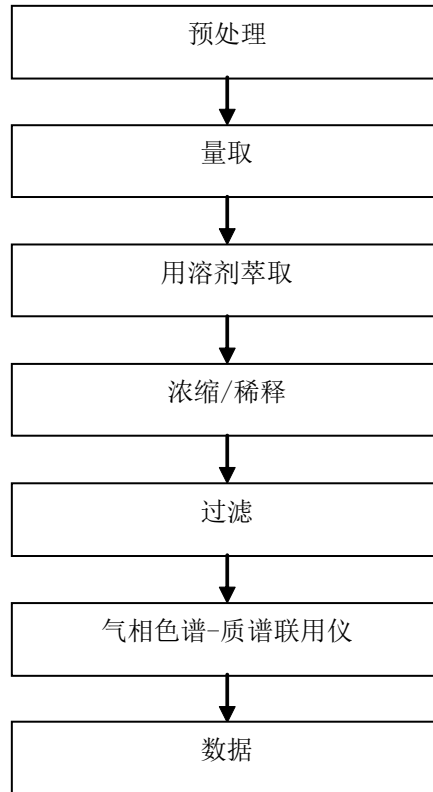 预处理
量取
用溶剂萃取
浓缩/稀释
过滤
气相色谱-质谱联用仪
数据